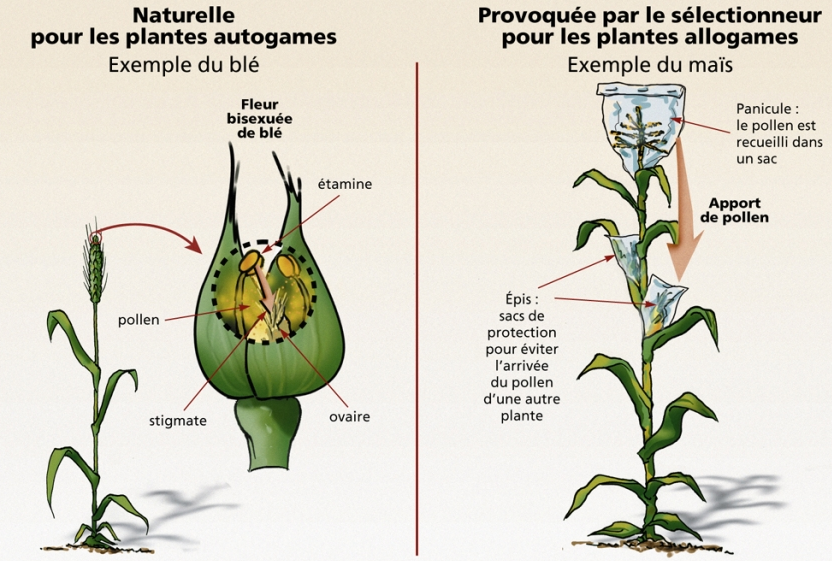 Naturelle
pour les plantes autogames
Exemple du blé
Fleur
bisexuée
de blé
étamine
pollen
stigmate
ovaire
Provoquée par le sélectionneur
pour les plantes allogames
Exemple du maïs
Panicule :
le pollen est
recueilli dans
un sac
Apport
de pollen
Épis :
sacs de
protection
pour éviter
l'arrivée
du pollen
d'une autre
plante